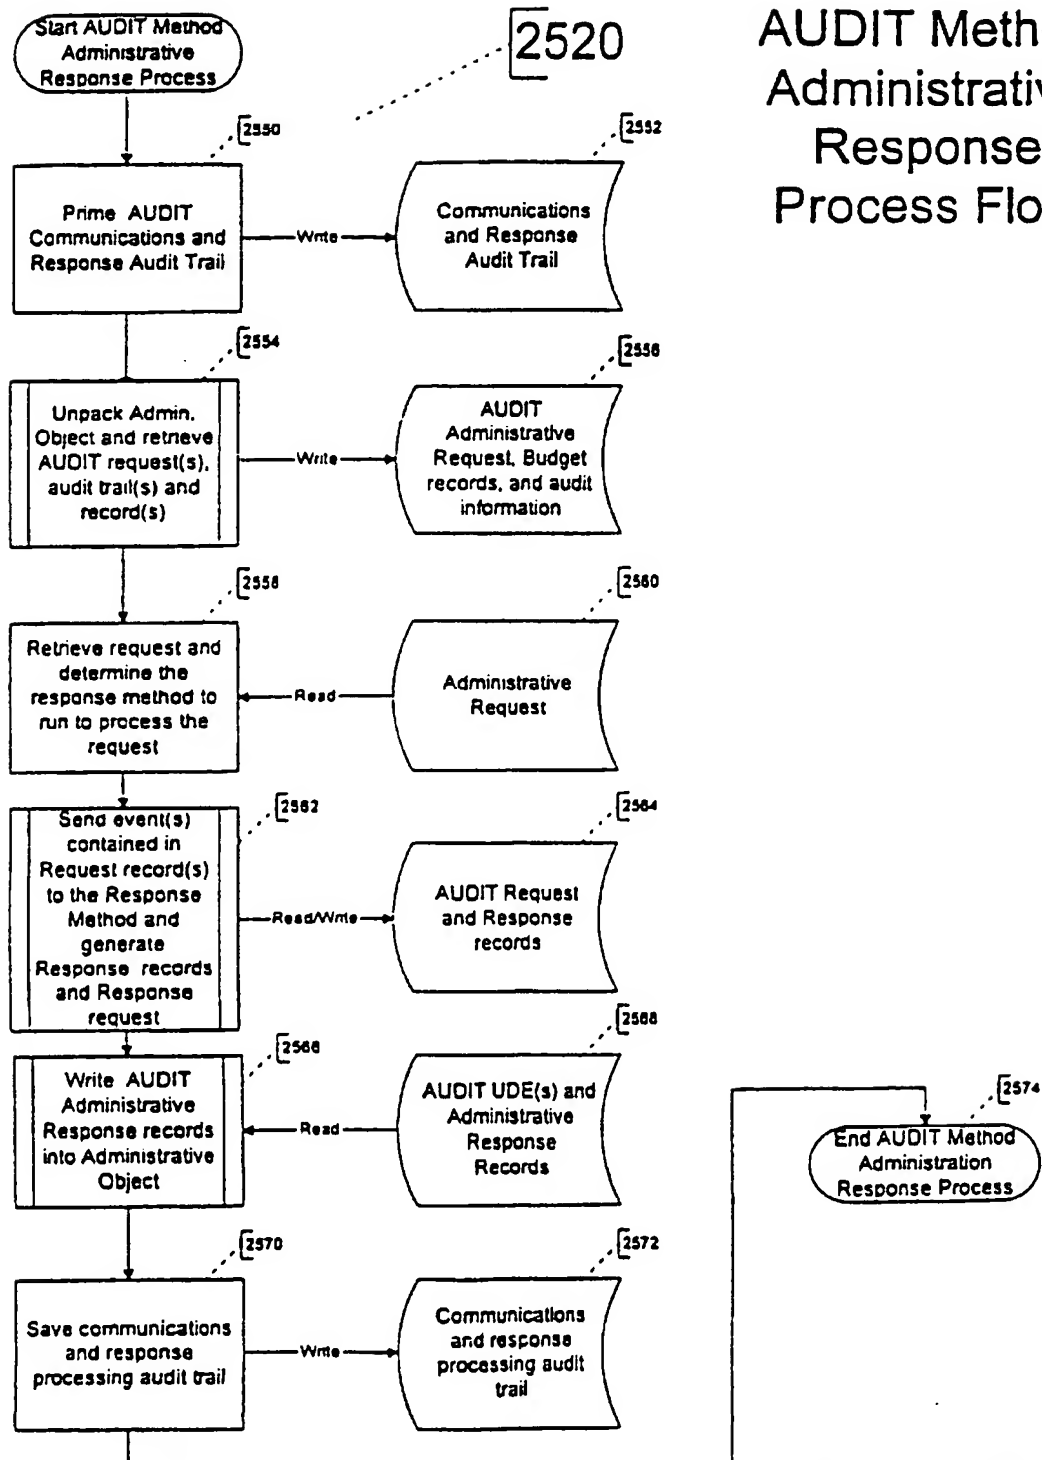 Start AUDIT Method
Administrative
Response Process
2520
AUDIT Meth
Administrativ
Response
Process Flo
2550
Prime AUDIT
Communications and
Response Audit Trail
Write
2552
Communications
and Response
Audit Trail
2554
Unpack Admin.
Object and retrieve
AUDIT request(s),
audit trail(s) and
record(s)
Write
2556
AUDIT
Administrative
Request, Budget
records, and audit
information
2558
Retrieve request and
determine the
response method to
run to process the
request
Read
2560
Administrative
Request
2562
Send event(s)
contained in
Request record(s)
to the Response
Method and
generate
Response records
and Response
request
Read/Write
2564
AUDIT Request
and Response
records
2566
Write AUDIT
Administrative
Response records
into Administrative
Object
Read
2568
AUDIT UDE(s) and
Administrative
Response
Records
2570
Save communications
and response
processing audit trail
Write
2572
Communications
and response
processing audit
trail
2574
End AUDIT Method
Administration
Response Process